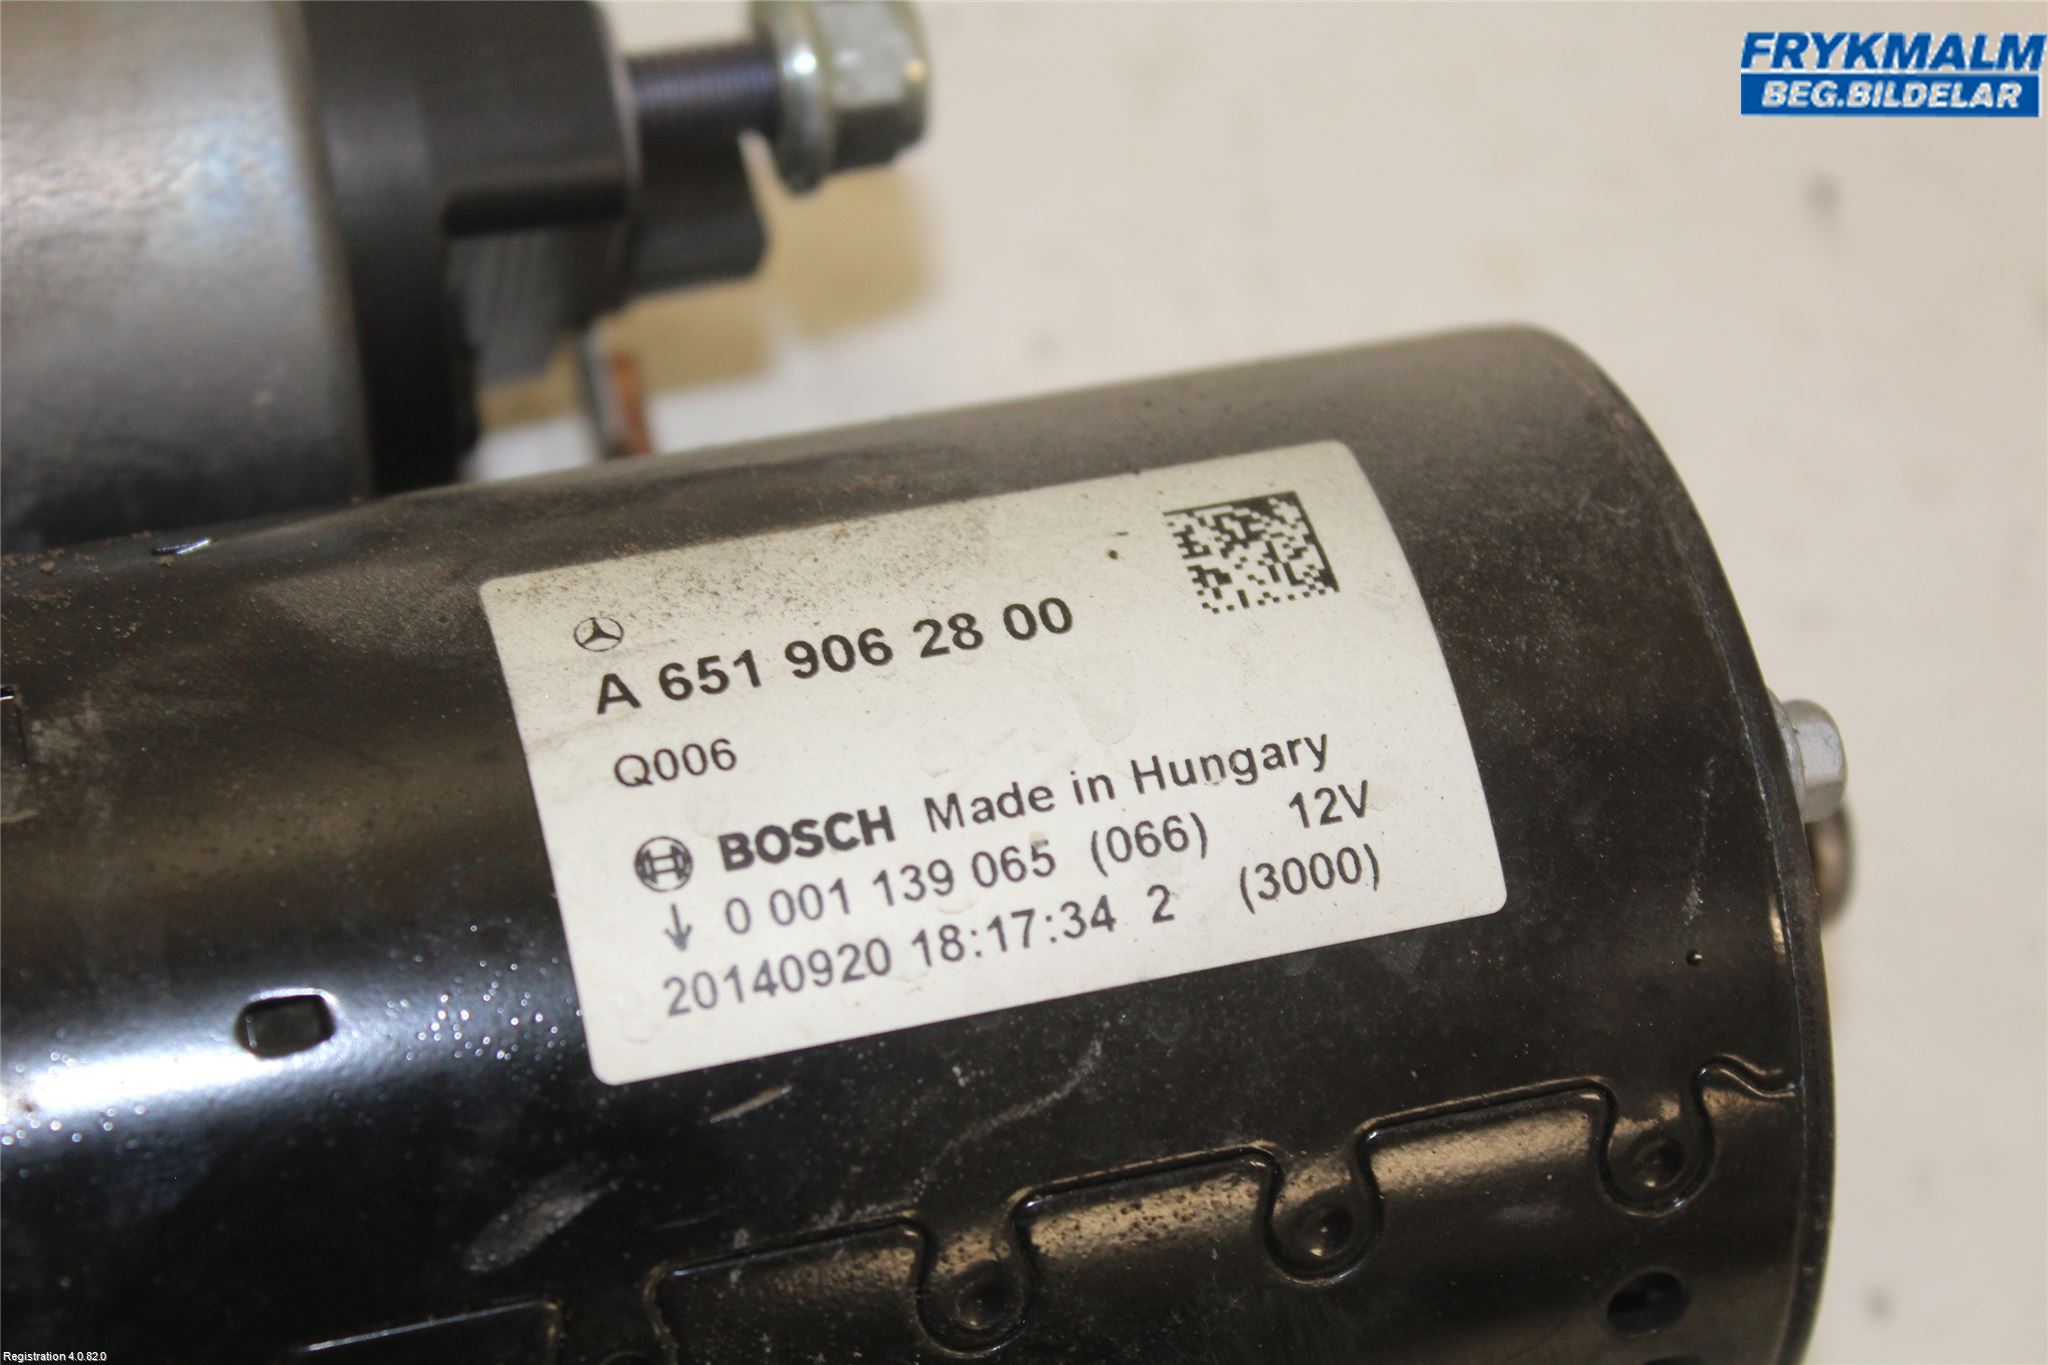 FRYKMALM
BEG.BILDELAR
A 651 906 28 00
Q006
BOSCH Made in Hungary
0 001 139 065 (066) 12V
20140920 18:17:34 2 (3000)
Registration 4.0.82.0